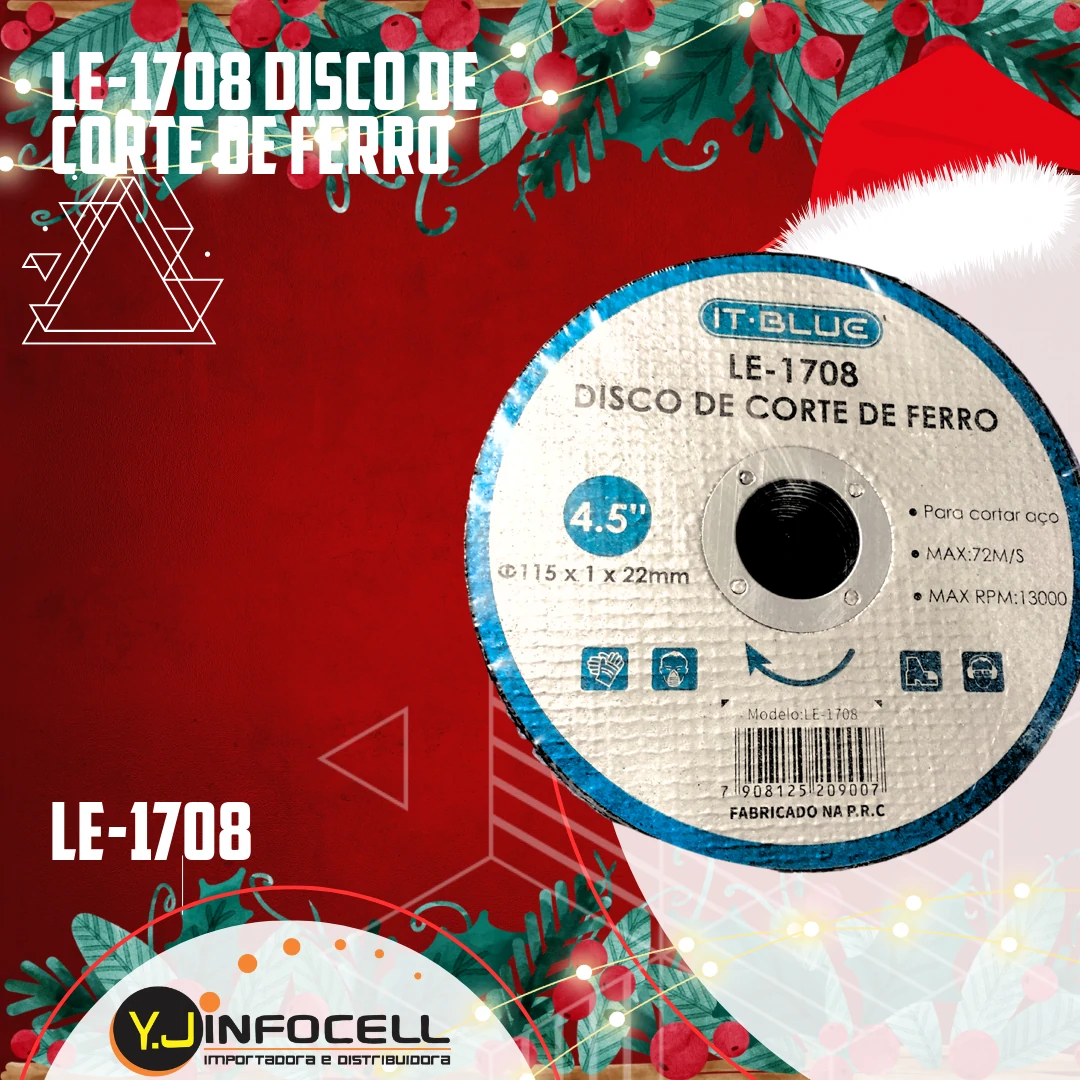 LE-1708 DISCO DE
CORTE DE FERRO
IT·BLUE
LE-1708
DISCO DE CORTE DE FERRO
4.5"
Φ115 x 1 x 22mm
• Para cortar aço
• MAX:72M/S
• MAX RPM:13000
Modelo:LE-1708
7 908125 209007
FABRICADO NA P.R.C
LE-1708
Y.J INFOCELL
IMPORTADORA E DISTRIBUIDORA